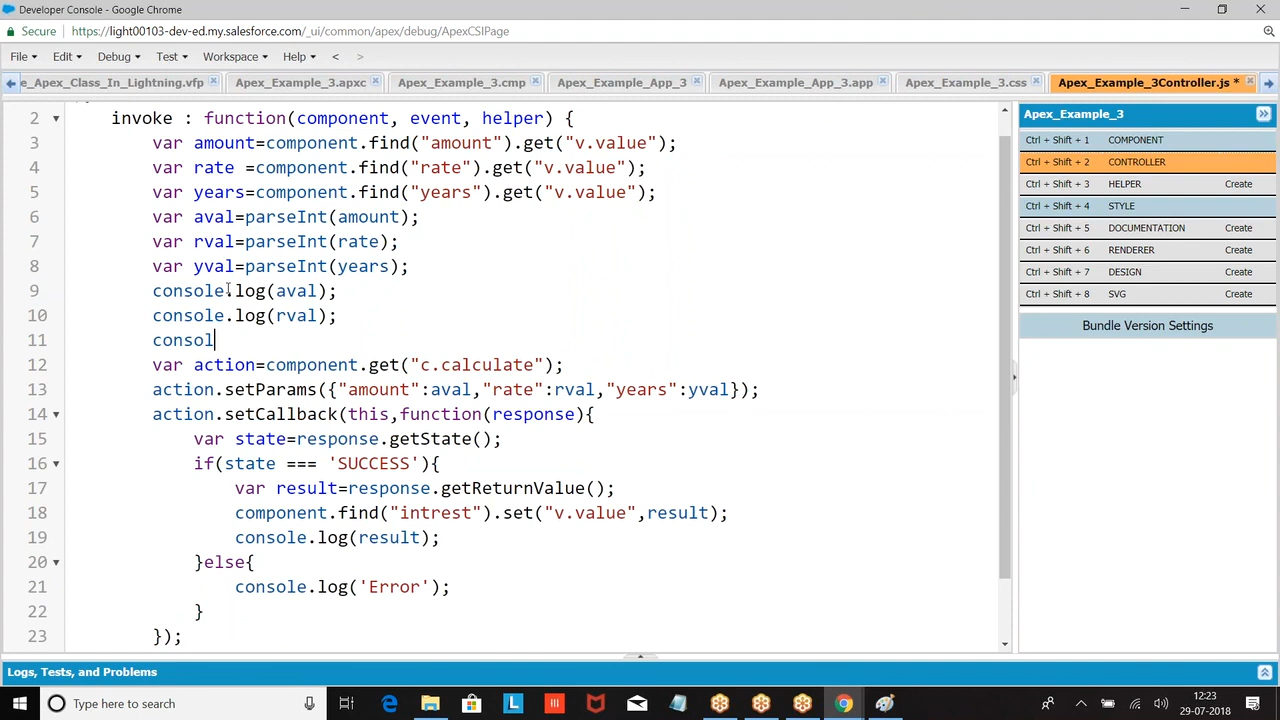 Developer Console - Google Chrome
Secure https://light00103-dev-ed.my.salesforce.com/_ui/common/apex/debug/ApexCSIPage
File Edit Debug Test Workspace Help < >
e_Apex_Class_In_Lightning.vfp Apex_Example_3.apxc Apex_Example_3.cmp Apex_Example_App_3 Apex_Example_App_3.app Apex_Example_3.css Apex_Example_3Controller.js *
2 invoke : function(component, event, helper) {
3 var amount=component.find("amount").get("v.value");
4 var rate =component.find("rate").get("v.value");
5 var years=component.find("years").get("v.value");
6 var aval=parseInt(amount);
7 var rval=parseInt(rate);
8 var yval=parseInt(years);
9 console.log(aval);
10 console.log(rval);
11 consol
12 var action=component.get("c.calculate");
13 action.setParams({"amount":aval,"rate":rval,"years":yval});
14 action.setCallback(this,function(response){
15 var state=response.getState();
16 if(state === 'SUCCESS'){
17 var result=response.getReturnValue();
18 component.find("intrest").set("v.value",result);
19 console.log(result);
20 }else{
21 console.log('Error');
22 }
23 });
Apex_Example_3
Ctrl + Shift + 1 COMPONENT
Ctrl + Shift + 2 CONTROLLER
Ctrl + Shift + 3 HELPER Create
Ctrl + Shift + 4 STYLE
Ctrl + Shift + 5 DOCUMENTATION Create
Ctrl + Shift + 6 RENDERER Create
Ctrl + Shift + 7 DESIGN Create
Ctrl + Shift + 8 SVG Create
Bundle Version Settings
Logs, Tests, and Problems
Type here to search
12:23
29-07-2018